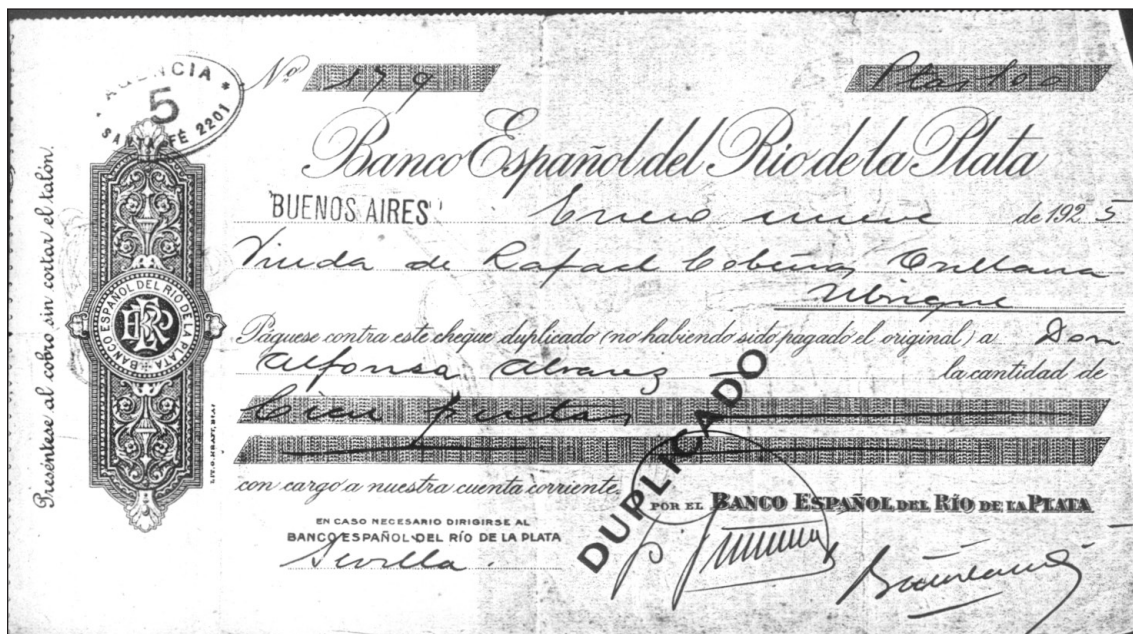 Preséntese al cobro sin cortar el talón.
AGENCIA
5
SANTA FÉ 2201
Nº 179
Ptas 100
Banco Español del Rio de la Plata
BUENOS AIRES Enero nueve de 1925
Viuda de Rafael Orellana
Ubrique
Páguese contra este cheque duplicado (no habiendo sido pagado el original) a Don
Alfonsa Alvarez la cantidad de
Cien pesetas
con cargo a nuestra cuenta corriente.
DUPLICADO
POR EL BANCO ESPAÑOL DEL RÍO DE LA PLATA
EN CASO NECESARIO DIRIGIRSE AL
BANCO ESPAÑOL DEL RÍO DE LA PLATA
Sevilla.
BANCO ESPAÑOL DEL RIO DE LA PLATA